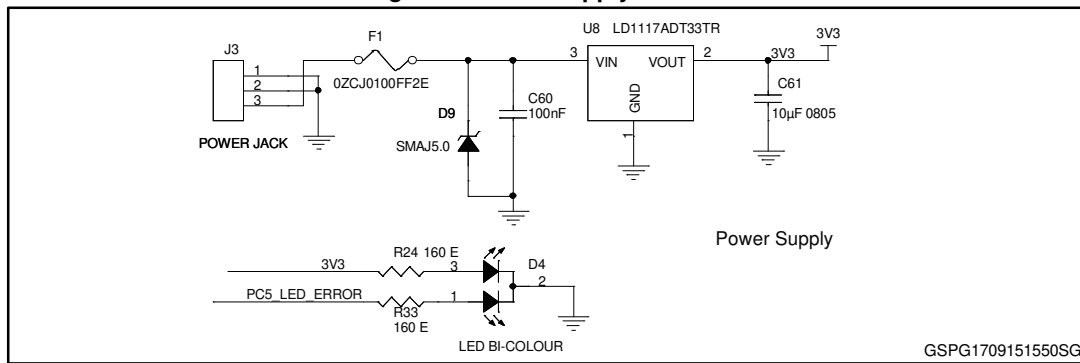 U8 LD1117ADT33TR
J3
F1
3 VIN VOUT 2 3V3 3V3
1
2
3
0ZCJ0100FF2E
GND
C61
10µF 0805
C60
100nF
D9
SMAJ5.0
1
POWER JACK
Power Supply
R24 160 E
3V3
3
D4
2
PC5_LED_ERROR
1
R33
160 E
LED BI-COLOUR
GSPG1709151550SG